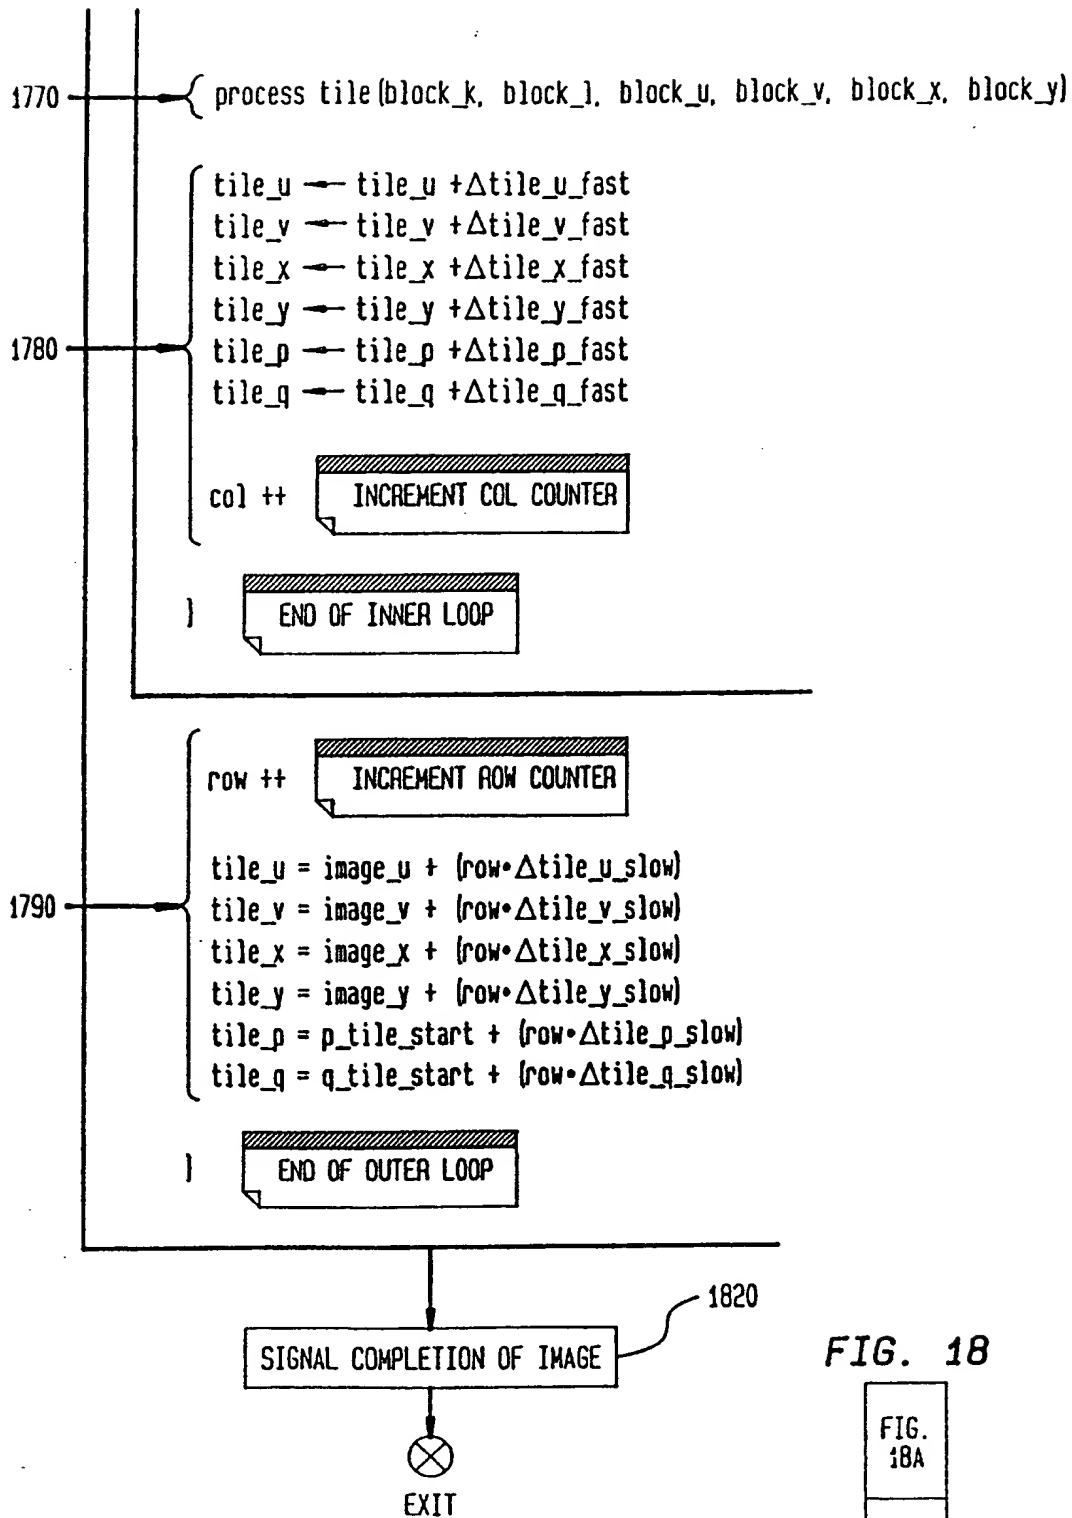 1770 { process tile(block_k, block_l, block_u, block_v, block_x, block_y)
tile_u ← tile_u +Δtile_u_fast
tile_v ← tile_v +Δtile_v_fast
tile_x ← tile_x +Δtile_x_fast
tile_y ← tile_y +Δtile_y_fast
1780
tile_p ← tile_p +Δtile_p_fast
tile_q ← tile_q +Δtile_q_fast
col ++ INCREMENT COL COUNTER
} END OF INNER LOOP
row ++ INCREMENT ROW COUNTER
tile_u = image_u + (row•Δtile_u_slow)
1790 tile_v = image_v + (row•Δtile_v_slow)
tile_x = image_x + (row•Δtile_x_slow)
tile_y = image_y + (row•Δtile_y_slow)
tile_p = p_tile_start + (row•Δtile_p_slow)
tile_q = q_tile_start + (row•Δtile_q_slow)
} END OF OUTER LOOP
1820
SIGNAL COMPLETION OF IMAGE
EXIT
FIG. 18
FIG.
18A